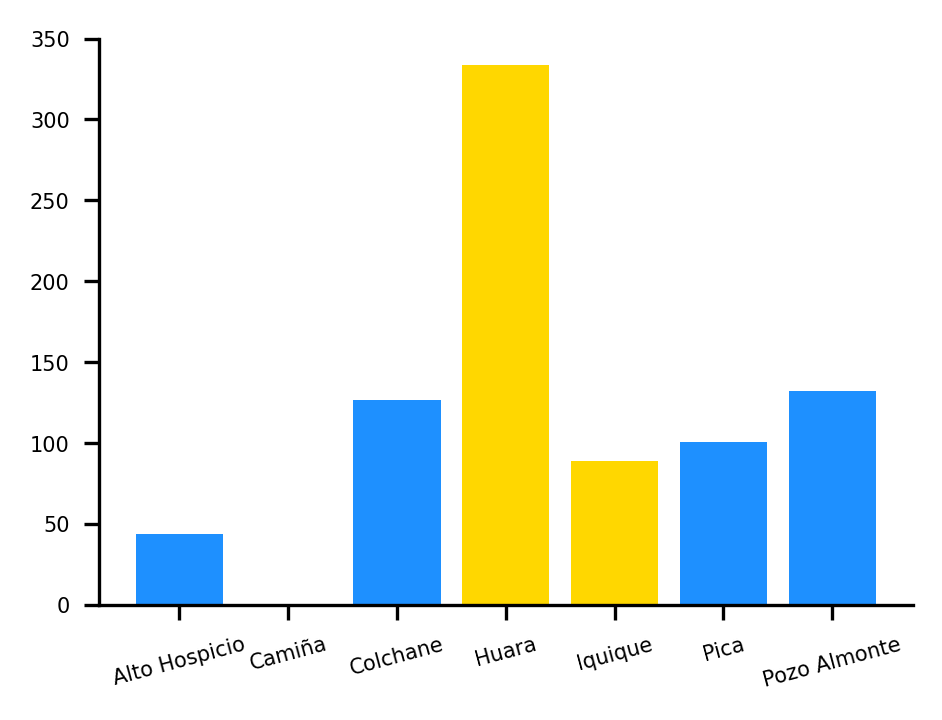 350
300
250
200
150
100
50
0
Alto Hospicio
Camiña
Colchane
Huara
Iquique
Pica
Pozo Almonte